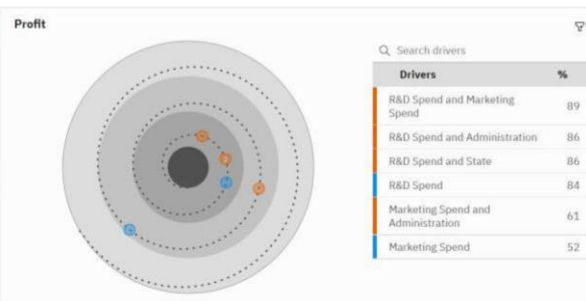 Profit
Search drivers
Drivers %
R&D Spend and Marketing
Spend 89
R&D Spend and Administration 86
R&D Spend and State 86
R&D Spend 84
Marketing Spend and
Administration 61
Marketing Spend 52